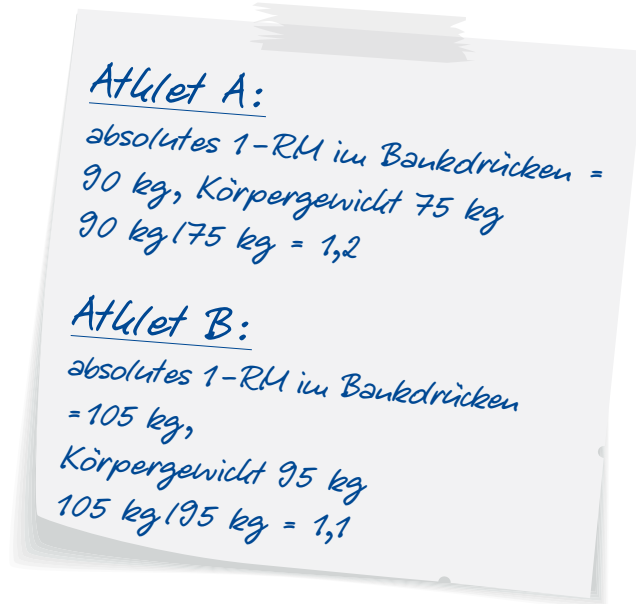 Athlet A:
absolutes 1-RM im Bankdrücken =
90 kg, Körpergewicht 75 kg
90 kg/75 kg = 1,2
Athlet B:
absolutes 1-RM im Bankdrücken
=105 kg,
Körpergewicht 95 kg
105 kg/95 kg = 1,1